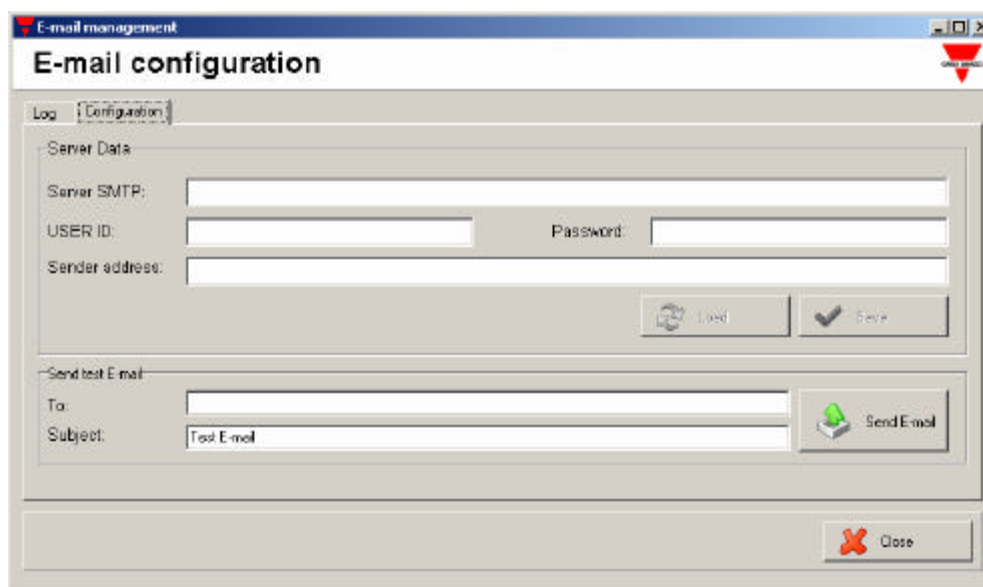 E-mail management
E-mail configuration
Log Configuration
Server Data
Server SMTP:
USER ID: Password:
Sender address:
Load Save
Send test E-mail
To:
Subject: Test E-mail
Send E-mail
Close